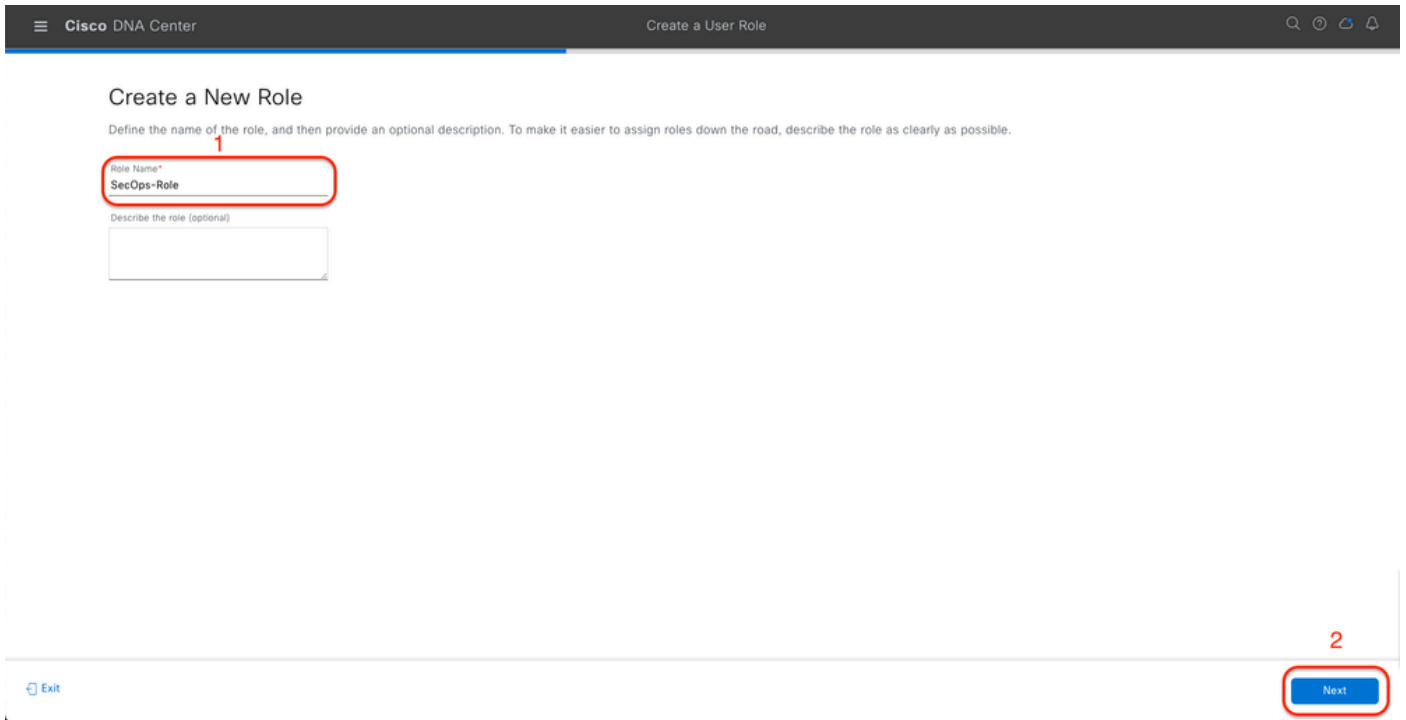 Cisco DNA Center
Create a User Role
Create a New Role
Define the name of the role, and then provide an optional description. To make it easier to assign roles down the road, describe the role as clearly as possible.
1
Role Name*
SecOps-Role
Describe the role (optional)
2
Exit
Next